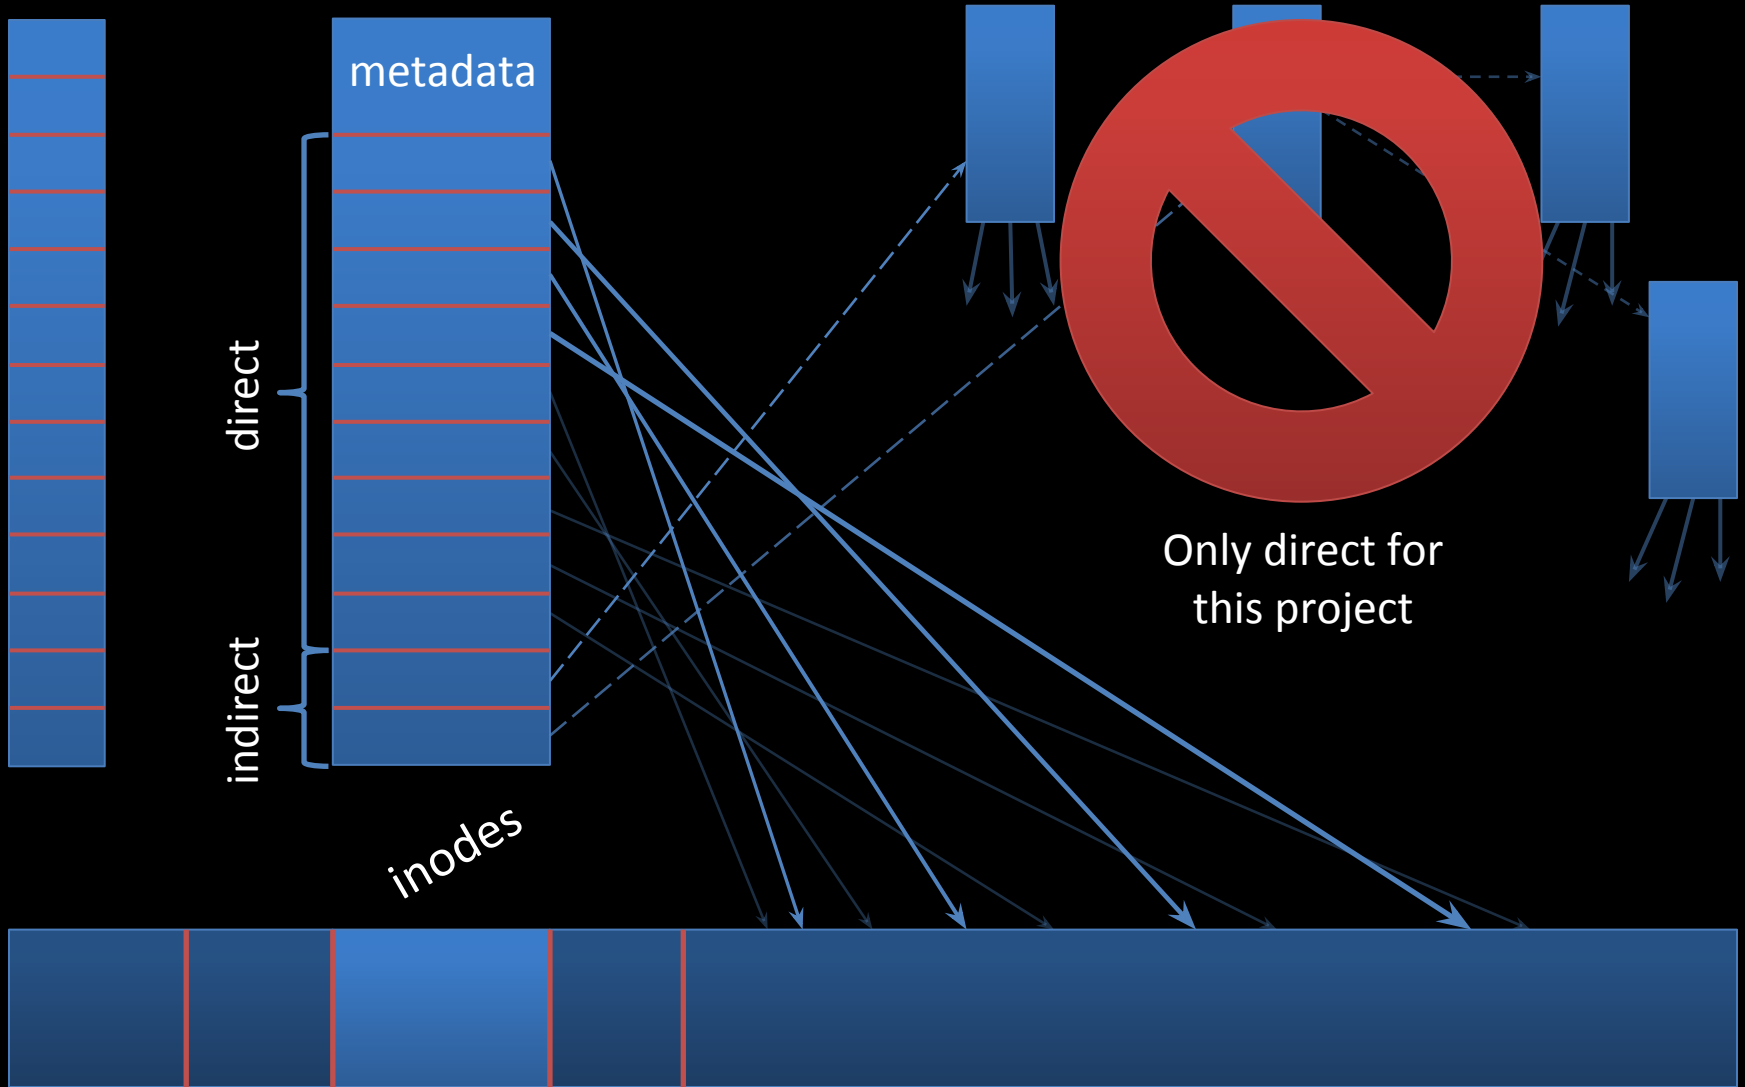 metadata
direct
indirect
inodes
Only direct for
this project